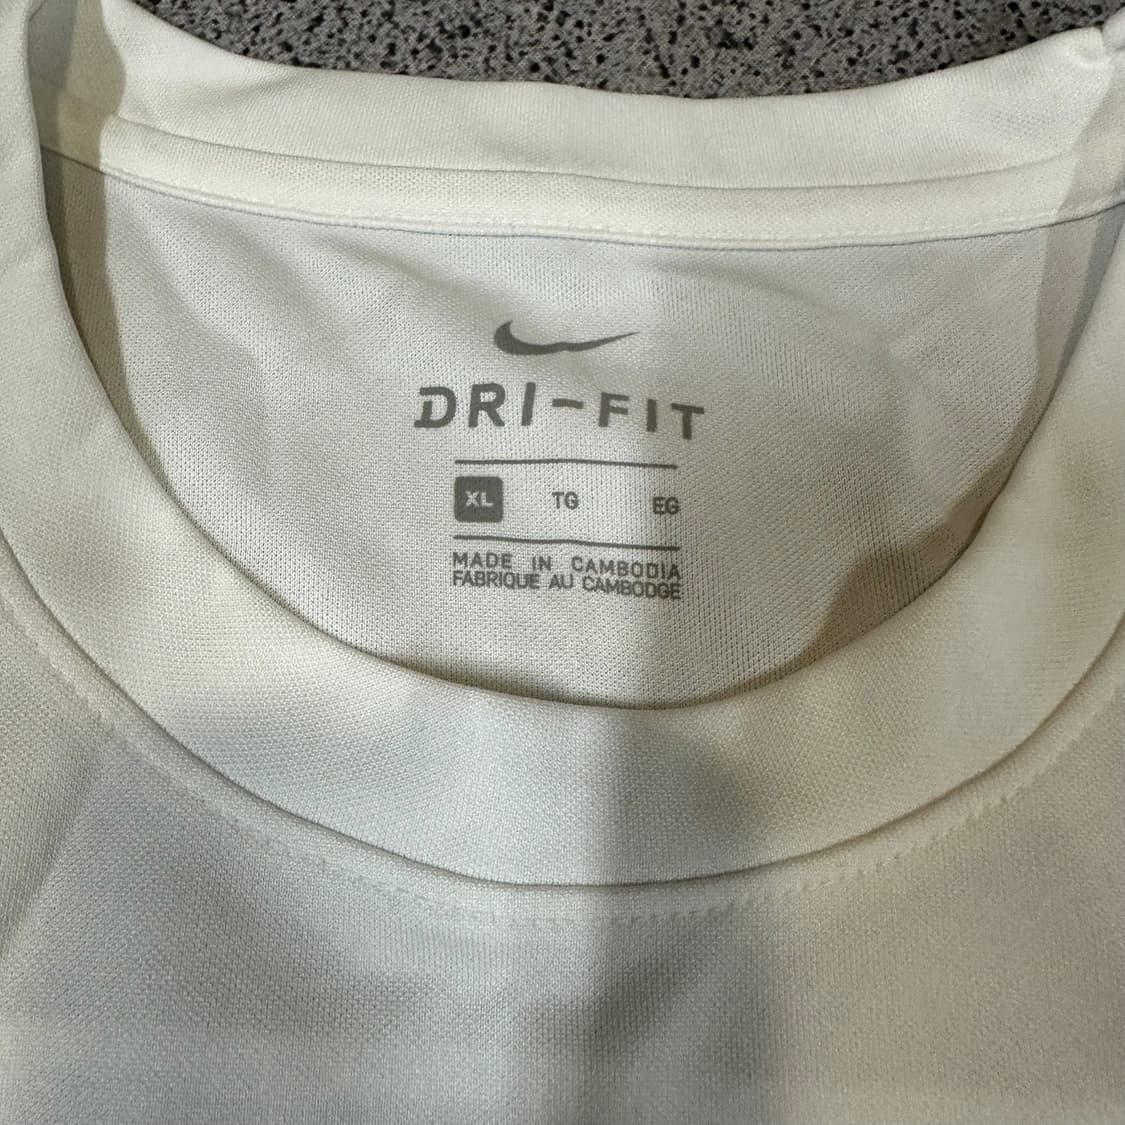 DRI-FIT
XL TG EG
MADE IN CAMBODIA
FABRIQUE AU CAMBODGE